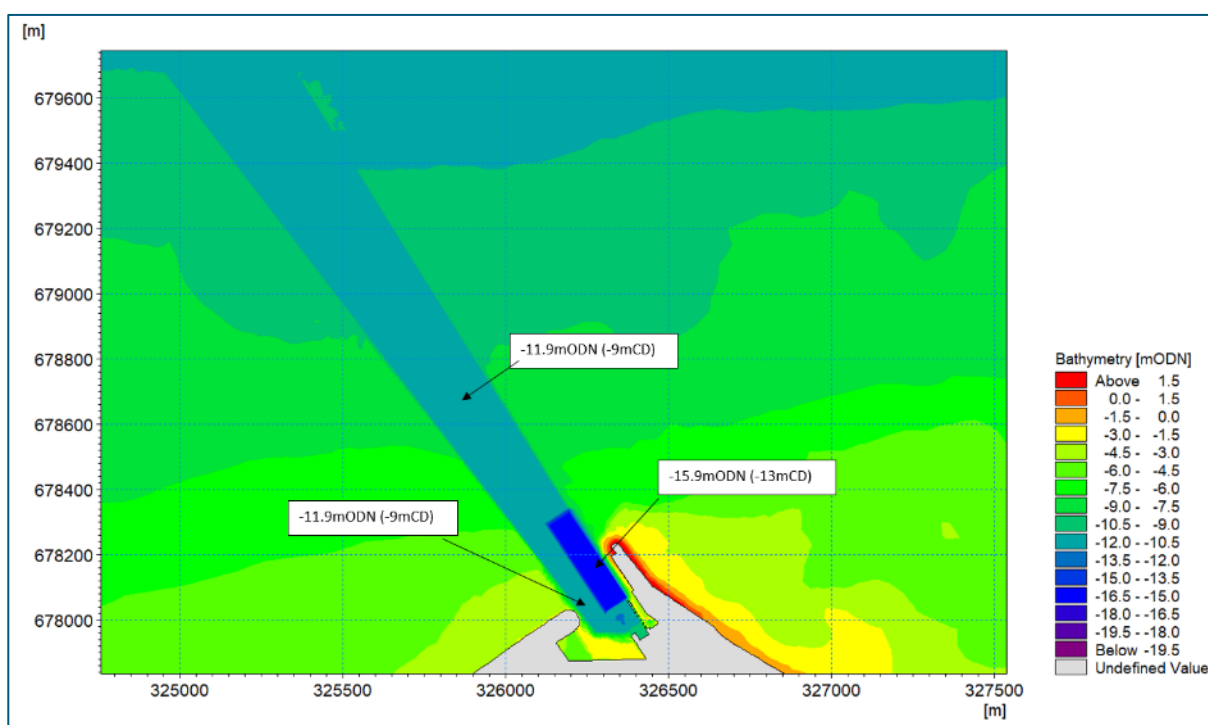 [m]
679600
679400
679200
679000
678800
678600
678400
678200
678000
-11.9mODN (-9mCD)
-15.9mODN (-13mCD)
-11.9mODN (-9mCD)
325000 325500 326000 326500 327000 327500
[m]
Bathymetry [mODN]
Above 1.5
0.0 - 1.5
-1.5 - 0.0
-3.0 - -1.5
-4.5 - -3.0
-6.0 - -4.5
-7.5 - -6.0
-9.0 - -7.5
-10.5 - -9.0
-12.0 - -10.5
-13.5 - -12.0
-15.0 - -13.5
-16.5 - -15.0
-18.0 - -16.5
-19.5 - -18.0
Below -19.5
Undefined Value